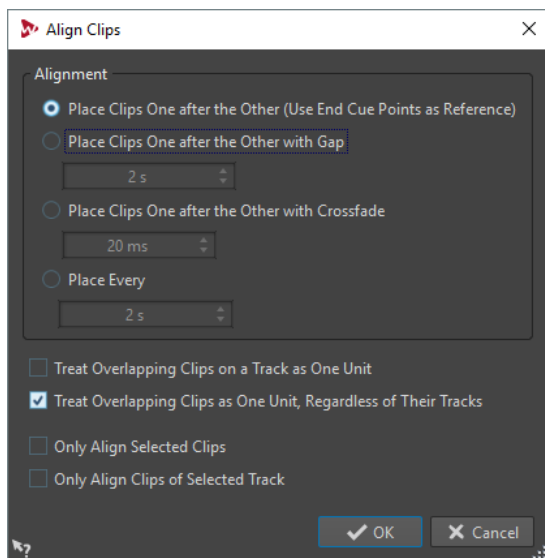 Align Clips
Alignment
Place Clips One after the Other (Use End Cue Points as Reference)
Place Clips One after the Other with Gap
2 s
Place Clips One after the Other with Crossfade
20 ms
Place Every
2 s
Treat Overlapping Clips on a Track as One Unit
Treat Overlapping Clips as One Unit, Regardless of Their Tracks
Only Align Selected Clips
Only Align Clips of Selected Track
OK Cancel
?